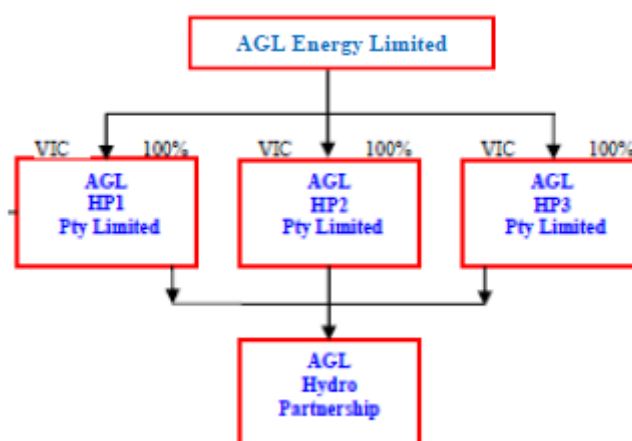 AGL Energy Limited
VIC 100% VIC 100% VIC 100%
AGL
HP1
Pty Limited
AGL
HP2
Pty Limited
AGL
HP3
Pty Limited
AGL
Hydro
Partnership